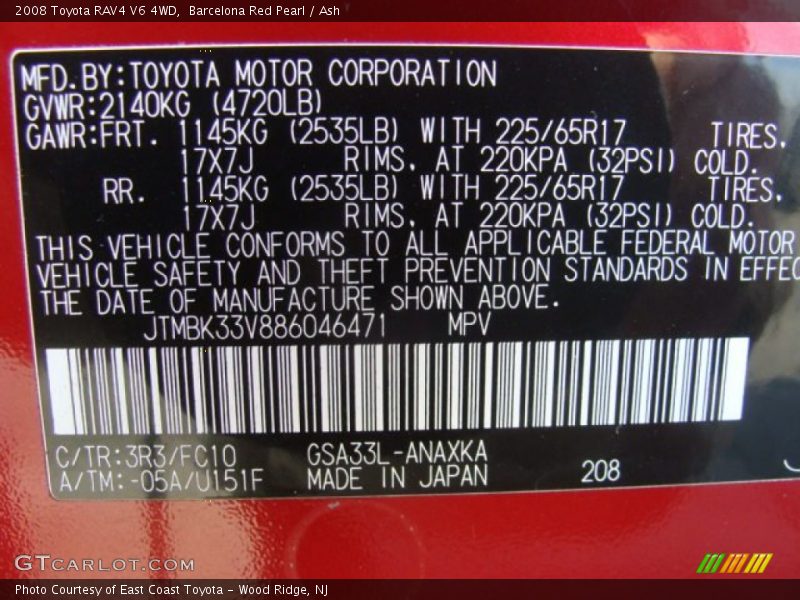 2008 Toyota RAV4 V6 4WD, Barcelona Red Pearl / Ash
MFD.BY:TOYOTA MOTOR CORPORATION
GVWR:2140KG (4720LB)
GAWR:FRT. 1145KG (2535LB) WITH 225/65R17 TIRES.
17X7J RIMS. AT 220KPA (32PSI) COLD.
RR. 1145KG (2535LB) WITH 225/65R17 TIRES.
17X7J RIMS. AT 220KPA (32PSI) COLD.
THIS VEHICLE CONFORMS TO ALL APPLICABLE FEDERAL MOTOR
VEHICLE SAFETY AND THEFT PREVENTION STANDARDS IN EFFEC
THE DATE OF MANUFACTURE SHOWN ABOVE.
JTMBK33V886046471 MPV
C/TR:3R3/FC10 GSA33L-ANAXKA
A/TM:-05A/U151F MADE IN JAPAN 208
GTCARLOT.COM
Photo Courtesy of East Coast Toyota - Wood Ridge, NJ